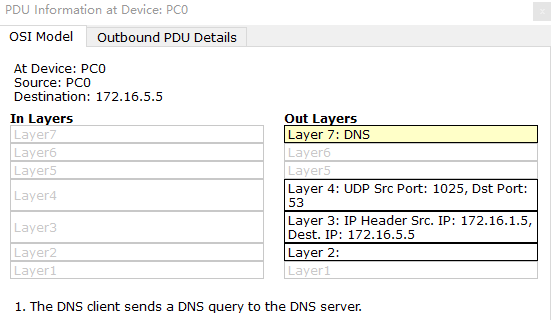 PDU Information at Device: PC0
x
OSI Model
Outbound PDU Details
At Device: PC0
Source: PC0
Destination: 172.16.5.5
In Layers
Layer7
Layer6
Layer5
Layer4
Layer3
Layer2
Layer1
Out Layers
Layer 7: DNS
Layer6
Layer5
Layer 4: UDP Src Port: 1025, Dst Port:
53
Layer 3: IP Header Src. IP: 172.16.1.5,
Dest. IP: 172.16.5.5
Layer 2:
Layer1
1. The DNS client sends a DNS query to the DNS server.